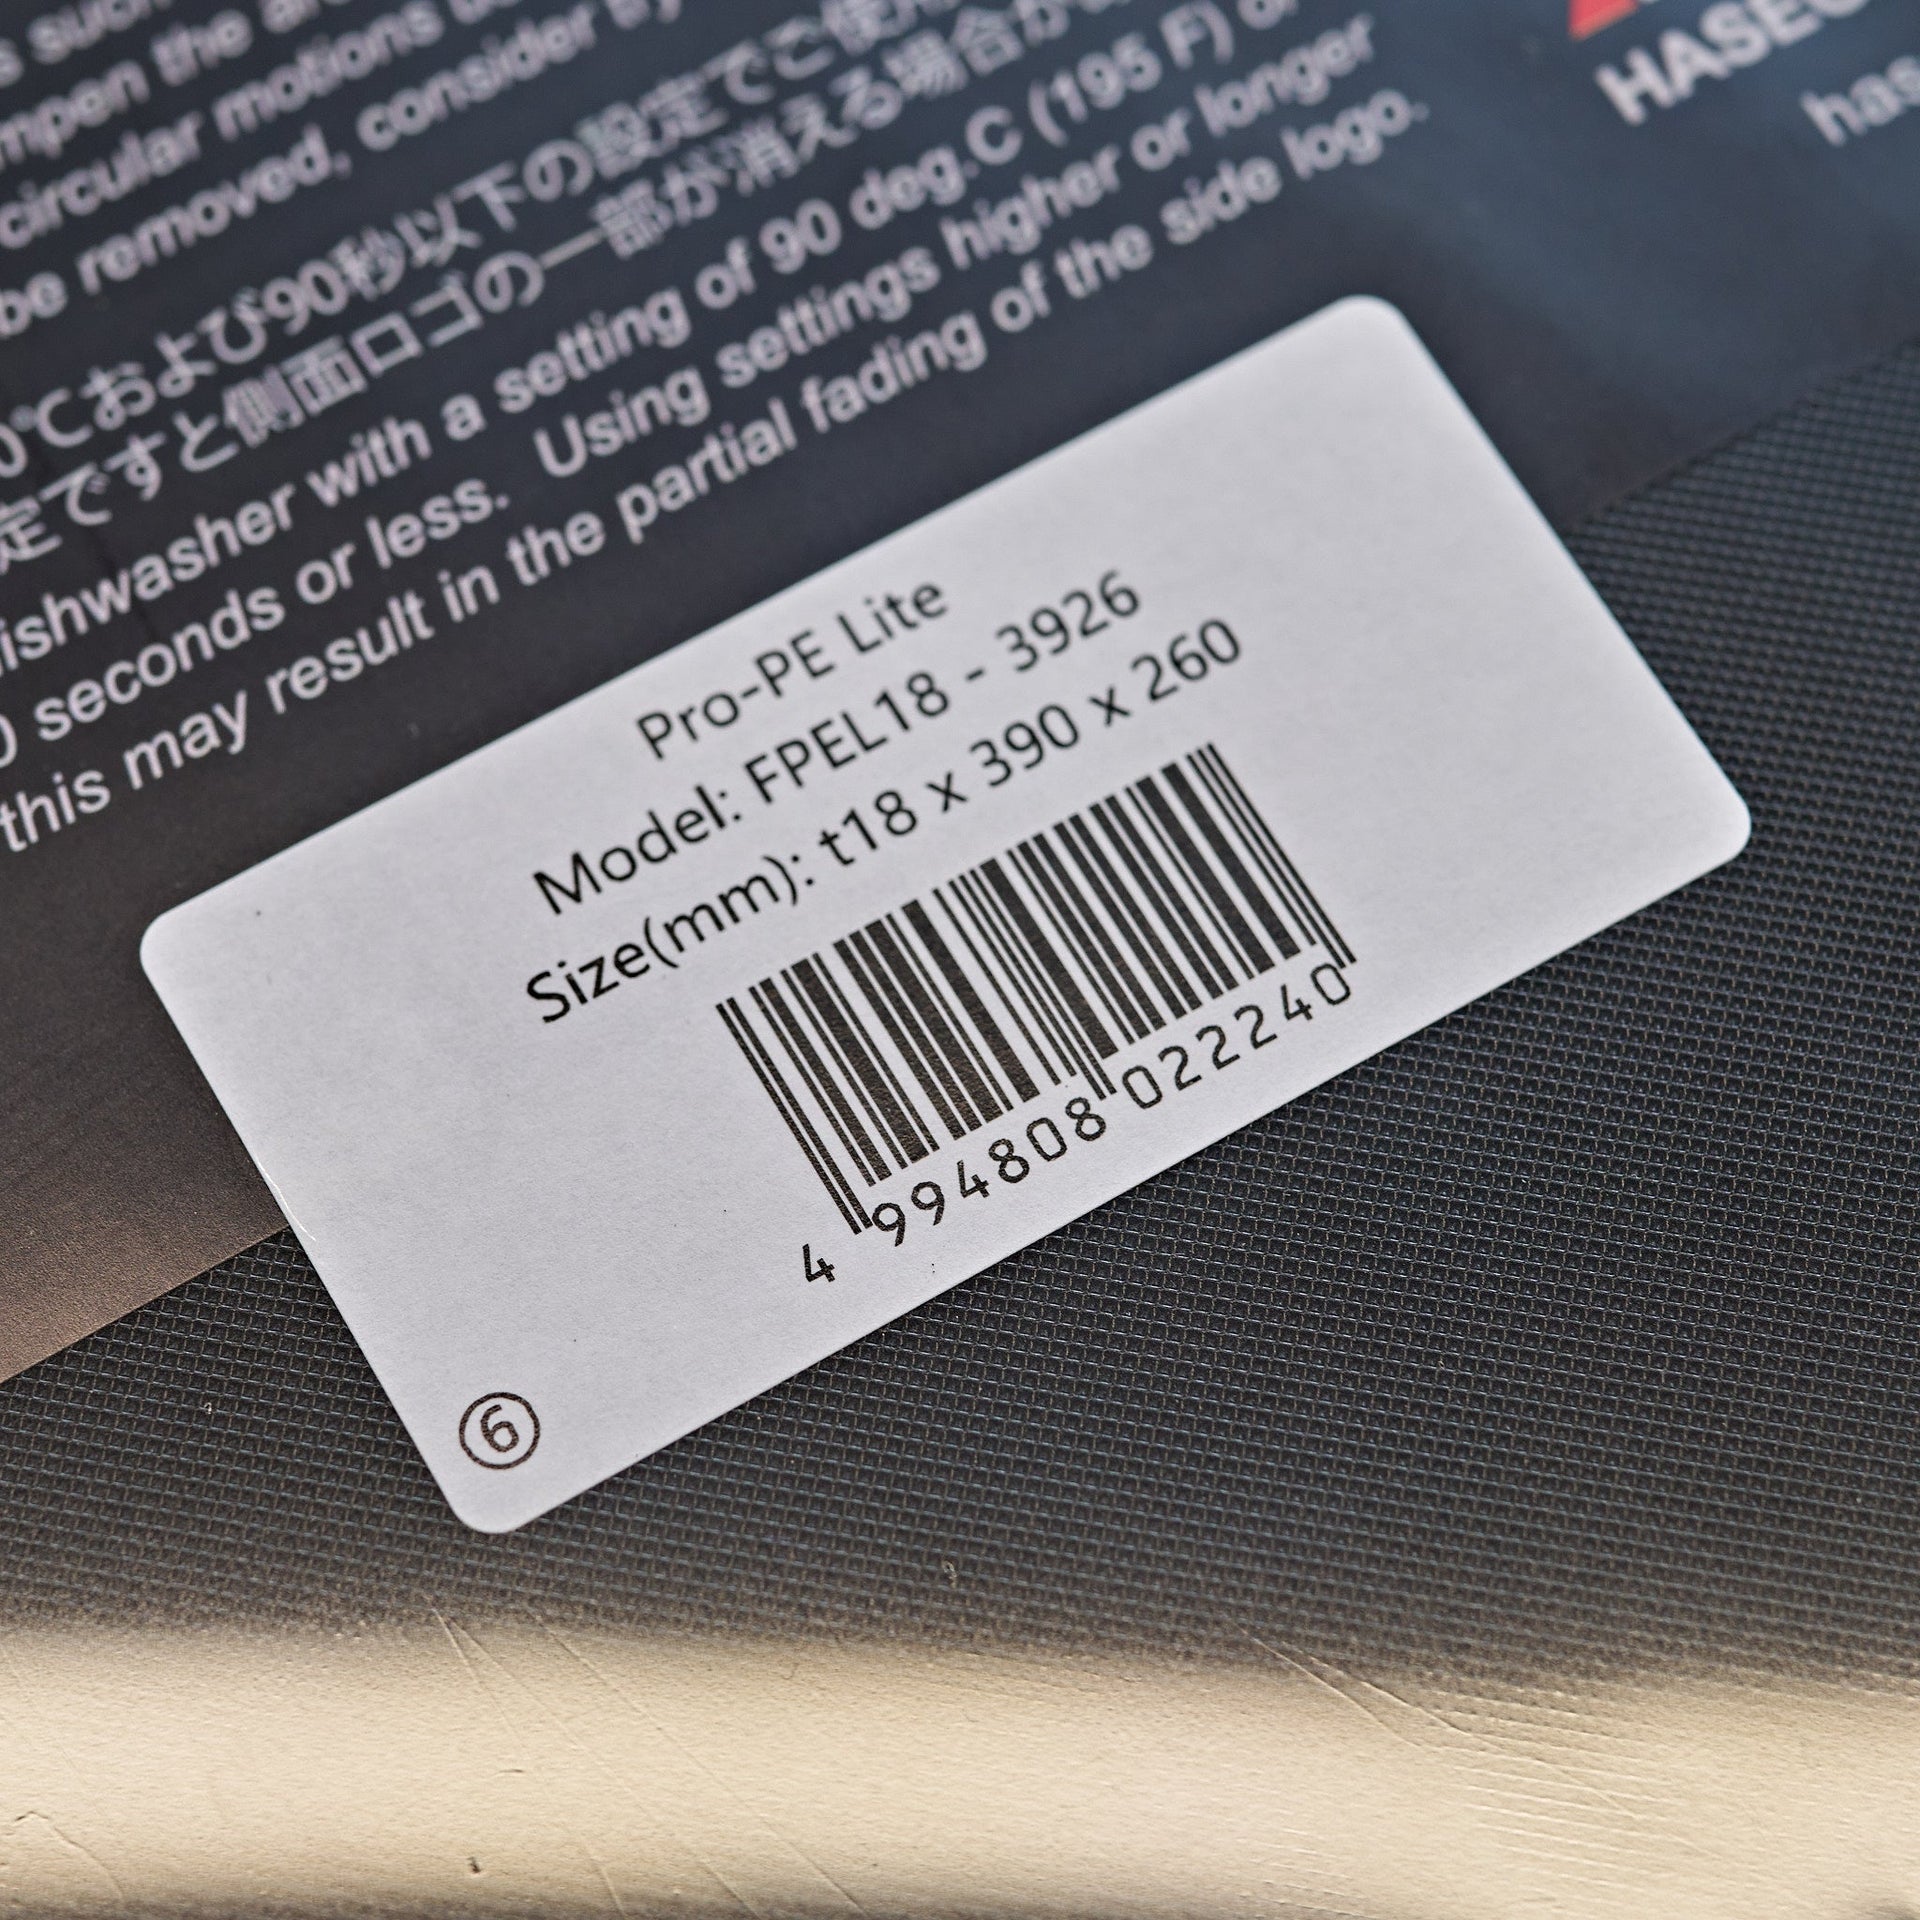 such
the
circular motions
be removed, consider by
℃および90秒以下の設定でご使用
定ですと側面ロゴの一部が消える場合が
with a setting of 90 deg.C (195 F) or
seconds or less. Using settings higher or longer
this may result in the partial fading of the side logo.
Pro-PE Lite
Model: FPEL18 - 3926
Size(mm): t18 x 390 x 260
4 994808 022240
⑥